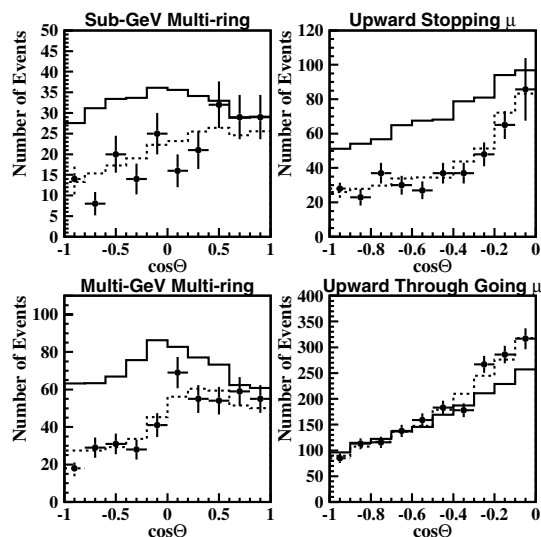 Sub-GeV Multi-ring
Number of Events
50
45
40
35
30
25
20
15
10
5
0
-1 -0.5 0 0.5 1
cosΘ
Upward Stopping μ
Number of Events
120
100
80
60
40
20
0
-1 -0.8 -0.6 -0.4 -0.2 0
cosΘ
Multi-GeV Multi-ring
Number of Events
100
80
60
40
20
0
-1 -0.5 0 0.5 1
cosΘ
Upward Through Going μ
Number of Events
400
350
300
250
200
150
100
50
0
-1 -0.8 -0.6 -0.4 -0.2 0
cosΘ